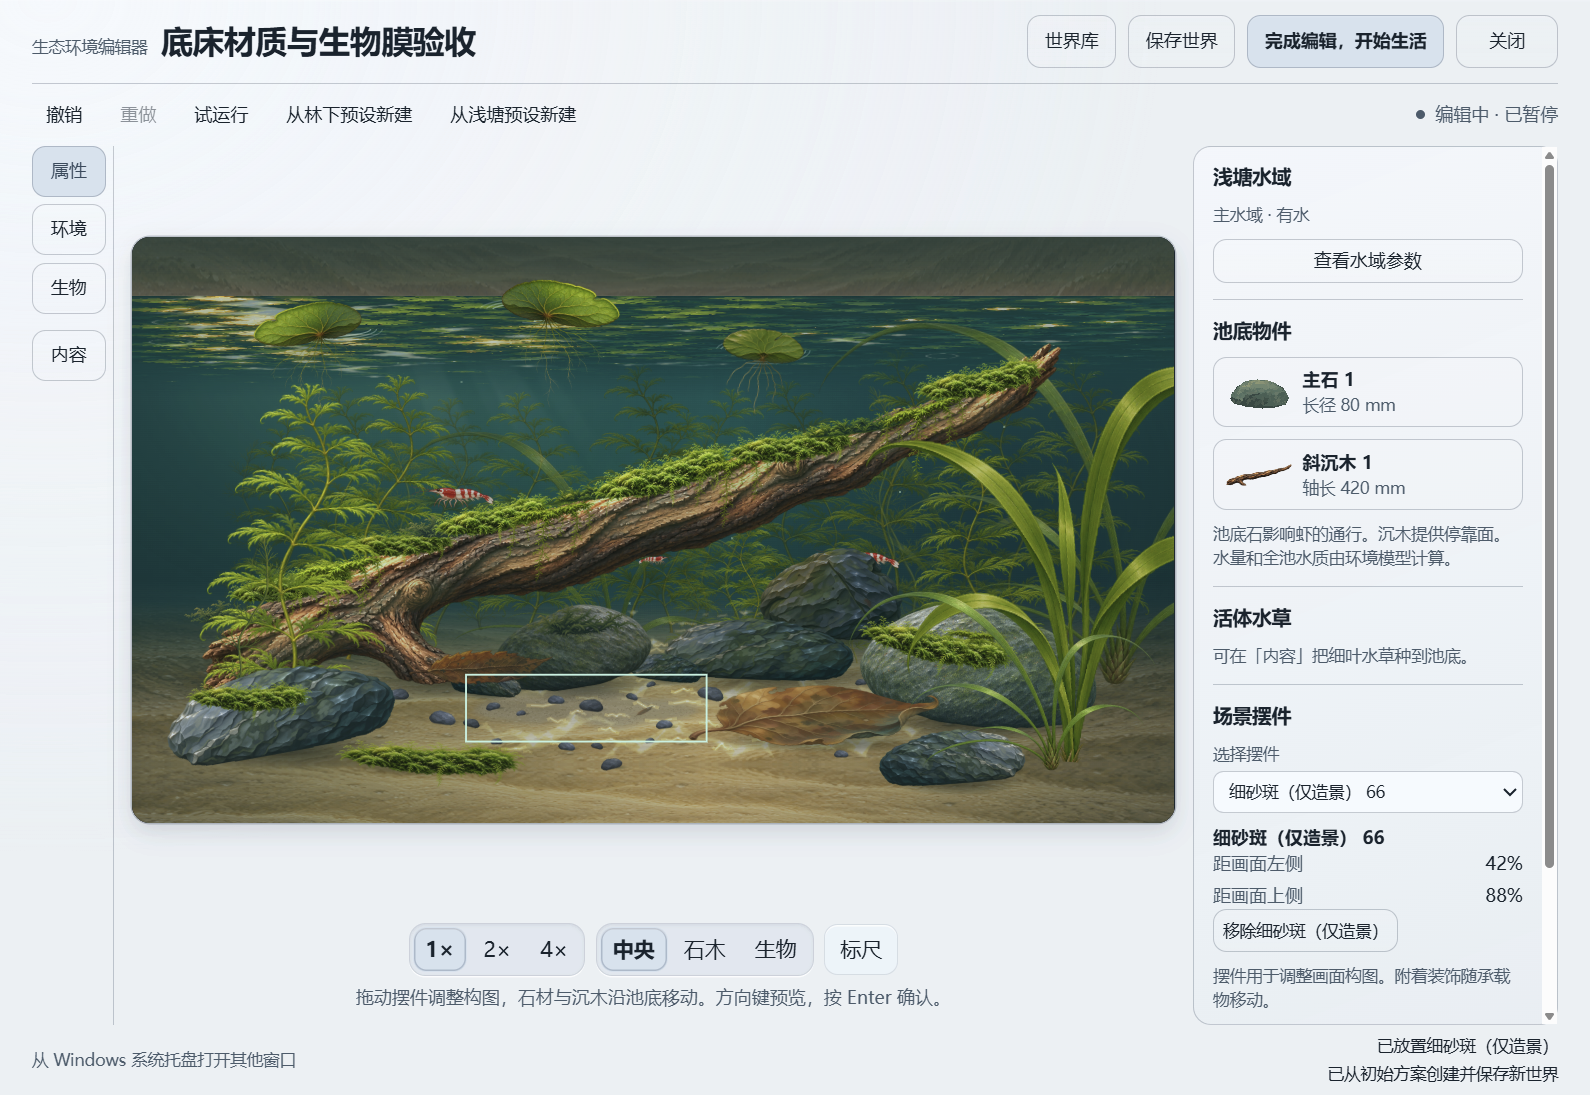 生态环境编辑器 底床材质与生物膜验收
世界库 保存世界 完成编辑，开始生活 关闭
撤销 重做 试运行 从林下预设新建 从浅塘预设新建
编辑中 · 已暂停
属性
环境
生物
内容
浅塘水域
主水域 · 有水
查看水域参数
池底物件
主石 1
长径 80 mm
斜沉木 1
轴长 420 mm
池底石影响虾的通行。沉木提供停靠面。
水量和全池水质由环境模型计算。
活体水草
可在「内容」把细叶水草种到池底。
场景摆件
选择摆件
细砂斑（仅造景） 66
细砂斑（仅造景） 66
距画面左侧 42%
距画面上侧 88%
移除细砂斑（仅造景）
摆件用于调整画面构图。附着装饰随承载
物移动。
1× 2× 4× 中央 石木 生物 标尺
拖动摆件调整构图，石材与沉木沿池底移动。方向键预览，按 Enter 确认。
从 Windows 系统托盘打开其他窗口
已放置细砂斑（仅造景）
已从初始方案创建并保存新世界